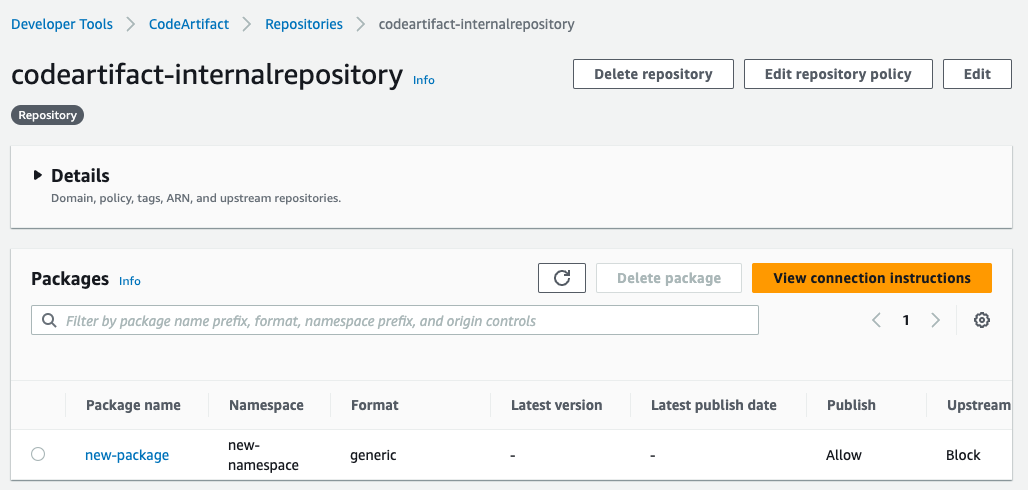 Developer Tools > CodeArtifact > Repositories > codeartifact-internalrepository
codeartifact-internalrepository Info Delete repository Edit repository policy Edit
Repository
Details
Domain, policy, tags, ARN, and upstream repositories.
Packages Info Delete package View connection instructions
Filter by package name prefix, format, namespace prefix, and origin controls < 1 >
Package name Namespace Format Latest version Latest publish date Publish Upstream
new-package new-namespace generic - - Allow Block